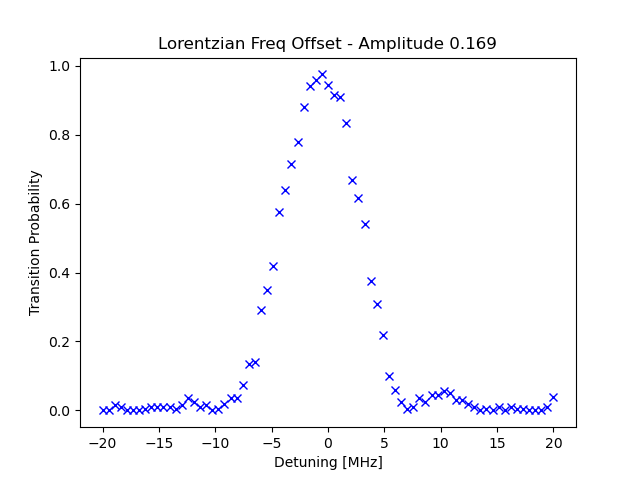 Lorentzian Freq Offset - Amplitude 0.169
1.0
0.8
0.6
0.4
0.2
0.0
Transition Probability
−20 −15 −10 −5 0 5 10 15 20
Detuning [MHz]